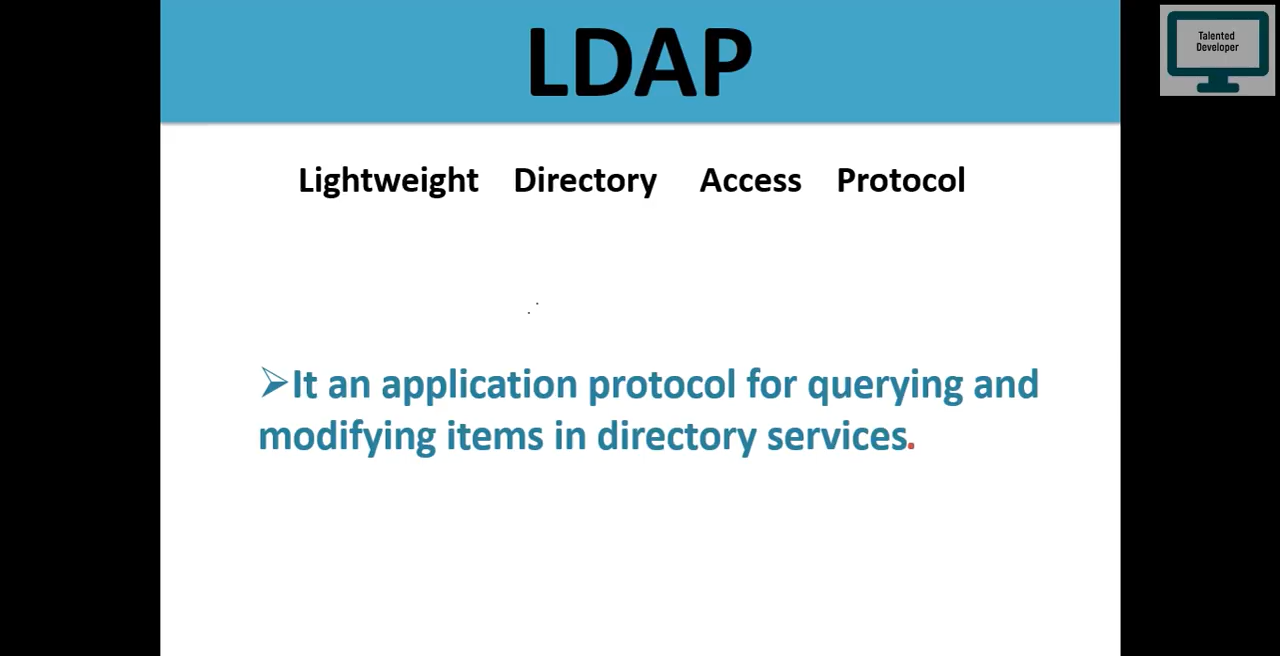 LDAP
Talented
Developer
Lightweight Directory Access Protocol
➢It an application protocol for querying and
modifying items in directory services.